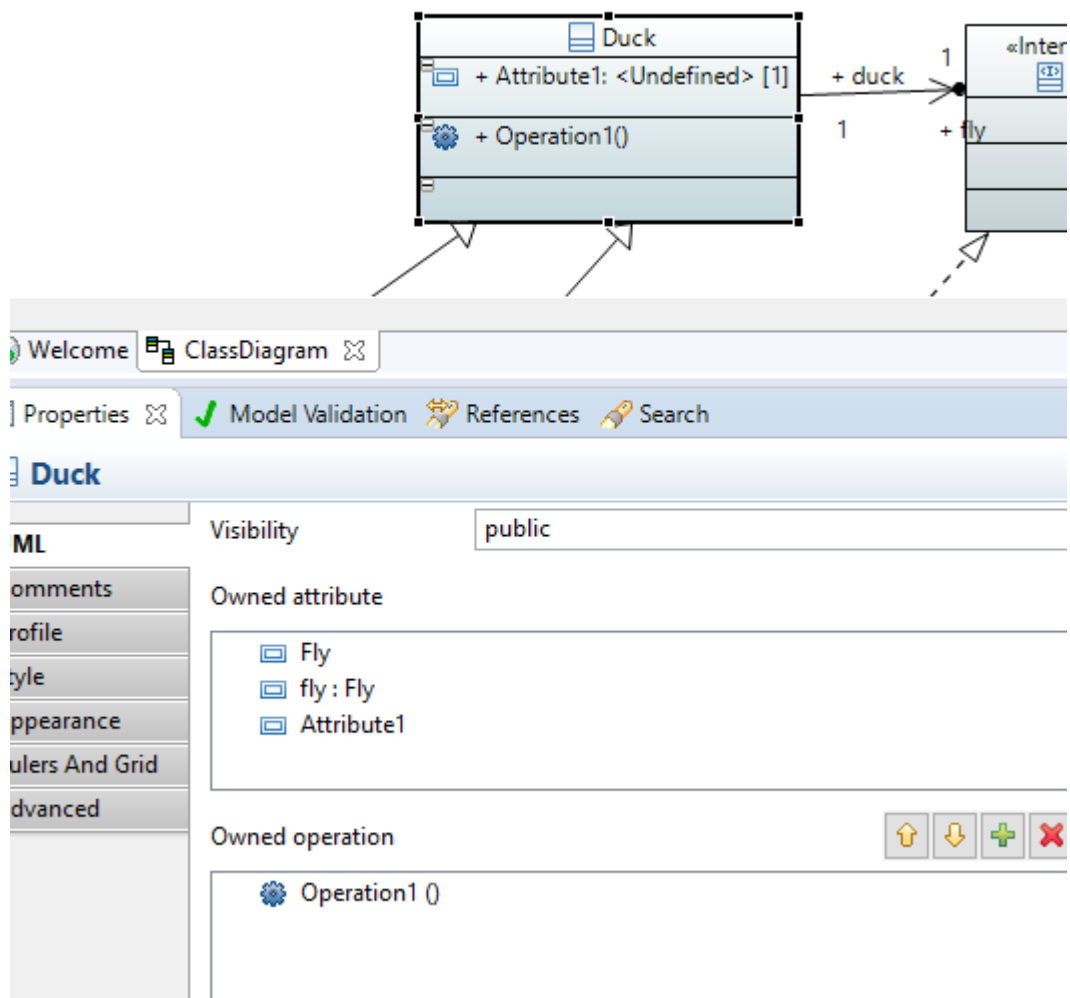 Duck
+ Attribute1: <Undefined> [1]
+ Operation1()
+ duck
1
1
+ fly
«Inter
Welcome
ClassDiagram
Properties
Model Validation
References
Search
Duck
ML
omments
rofile
tyle
ppearance
ulers And Grid
dvanced
Visibility
public
Owned attribute
Fly
fly : Fly
Attribute1
Owned operation
Operation1 ()